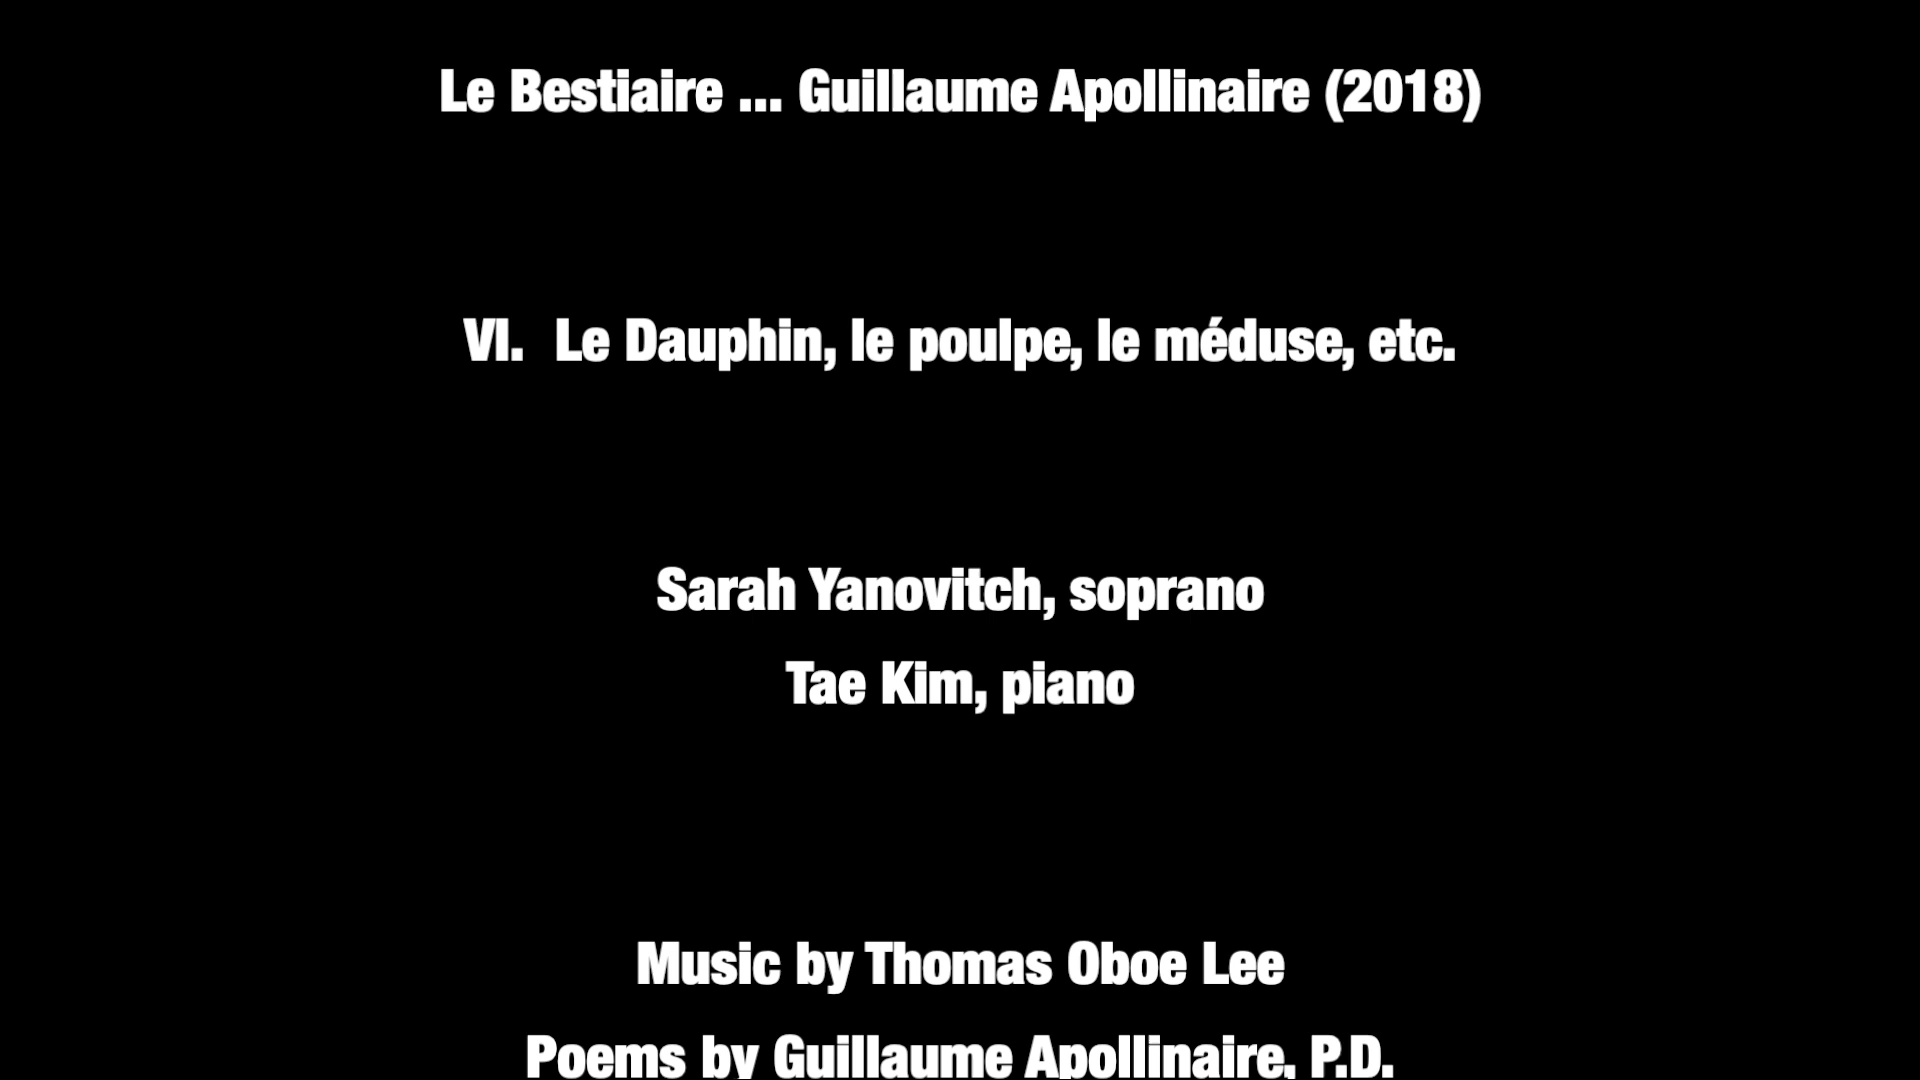 Le Bestiaire ... Guillaume Apollinaire (2018)
VI.  Le Dauphin, le poulpe, le méduse, etc.
Sarah Yanovitch, soprano
Tae Kim, piano
Music by Thomas Oboe Lee
Poems by Guillaume Apollinaire, P.D.